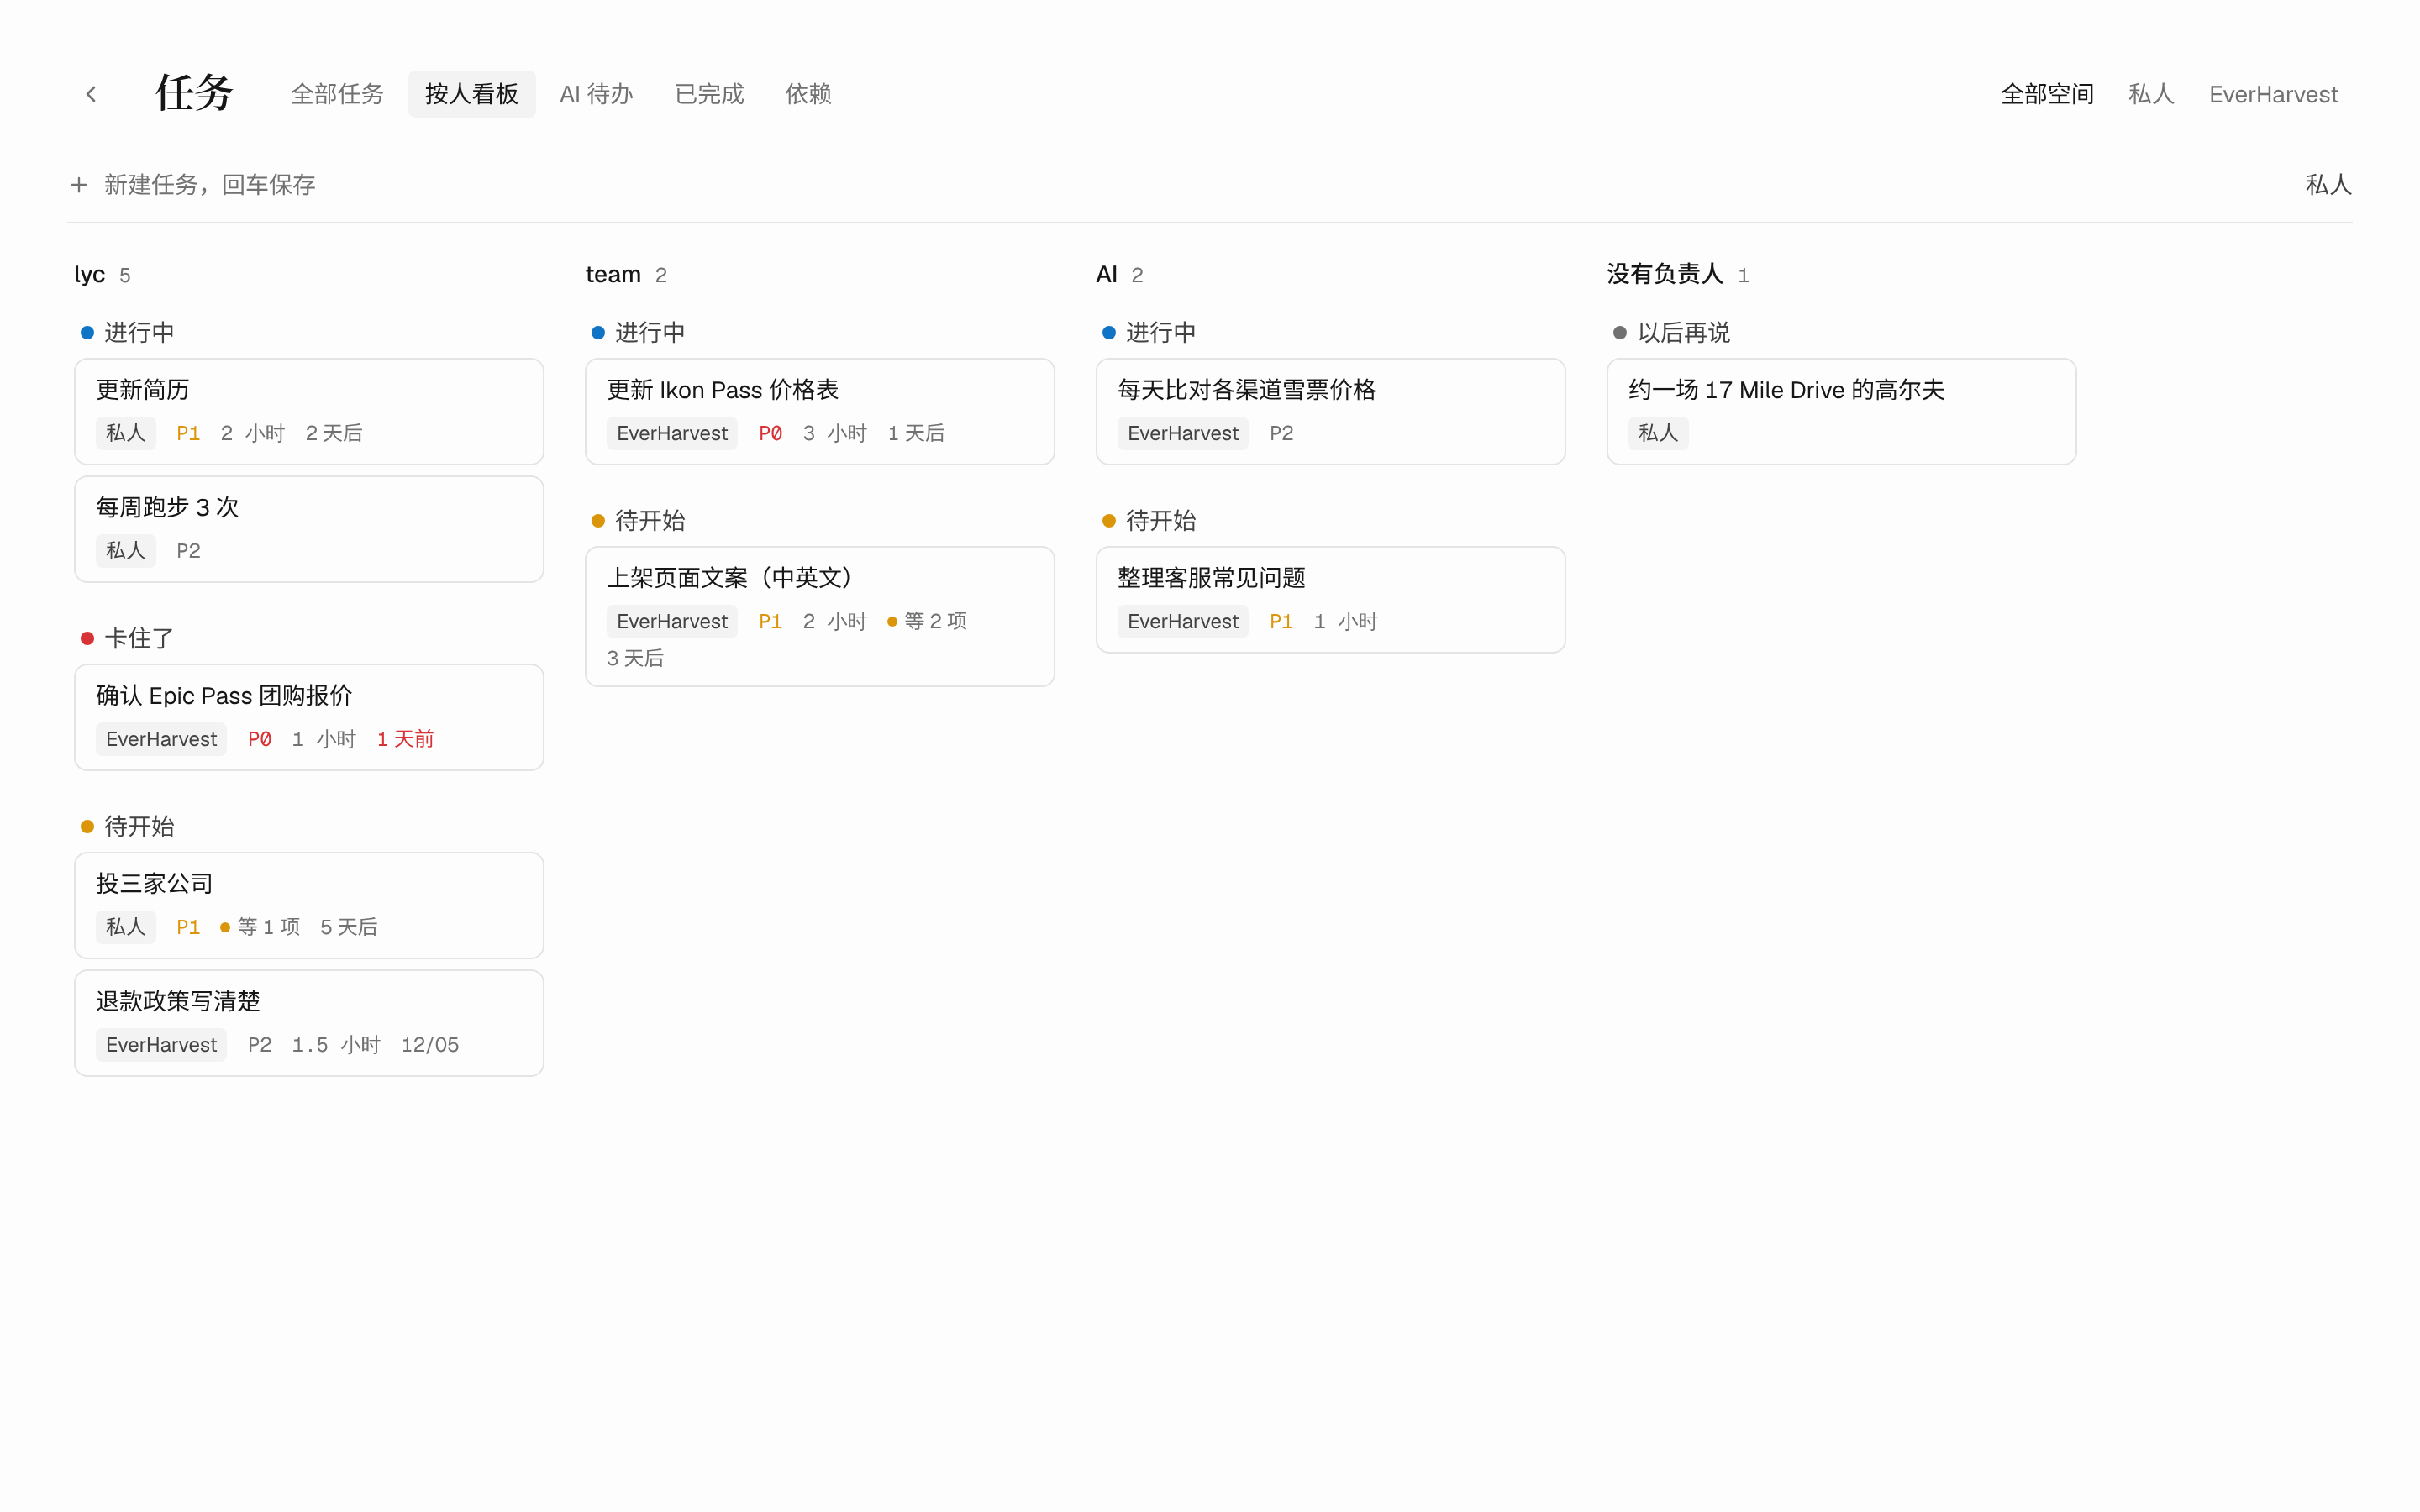 任务 全部任务 按人看板 AI 待办 已完成 依赖 全部空间 私人 EverHarvest
新建任务，回车保存 私人
lyc 5
进行中
更新简历
私人 P1 2 小时 2 天后
每周跑步 3 次
私人 P2
卡住了
确认 Epic Pass 团购报价
EverHarvest P0 1 小时 1 天前
待开始
投三家公司
私人 P1 等 1 项 5 天后
退款政策写清楚
EverHarvest P2 1.5 小时 12/05
team 2
进行中
更新 Ikon Pass 价格表
EverHarvest P0 3 小时 1 天后
待开始
上架页面文案（中英文）
EverHarvest P1 2 小时 等 2 项
3 天后
AI 2
进行中
每天比对各渠道雪票价格
EverHarvest P2
待开始
整理客服常见问题
EverHarvest P1 1 小时
没有负责人 1
以后再说
约一场 17 Mile Drive 的高尔夫
私人